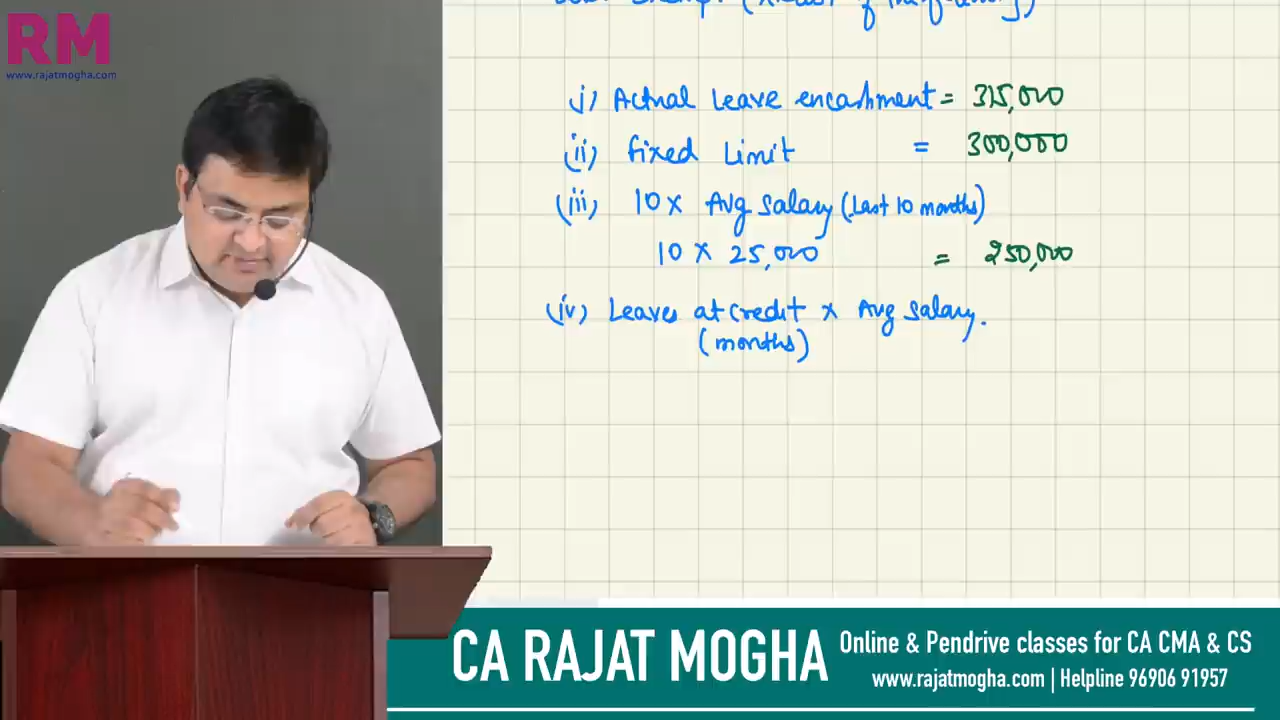 RM
www.rajatmogha.com
(i) Actual Leave encashment = 315,000
(ii) Fixed Limit = 300,000
(iii) 10 x Avg Salary (Last 10 months)
10 x 25,000 = 250,000
(iv) Leaves at credit x Avg Salary.
(months)
CA RAJAT MOGHA
Online & Pendrive classes for CA CMA & CS
www.rajatmogha.com | Helpline 96906 91957